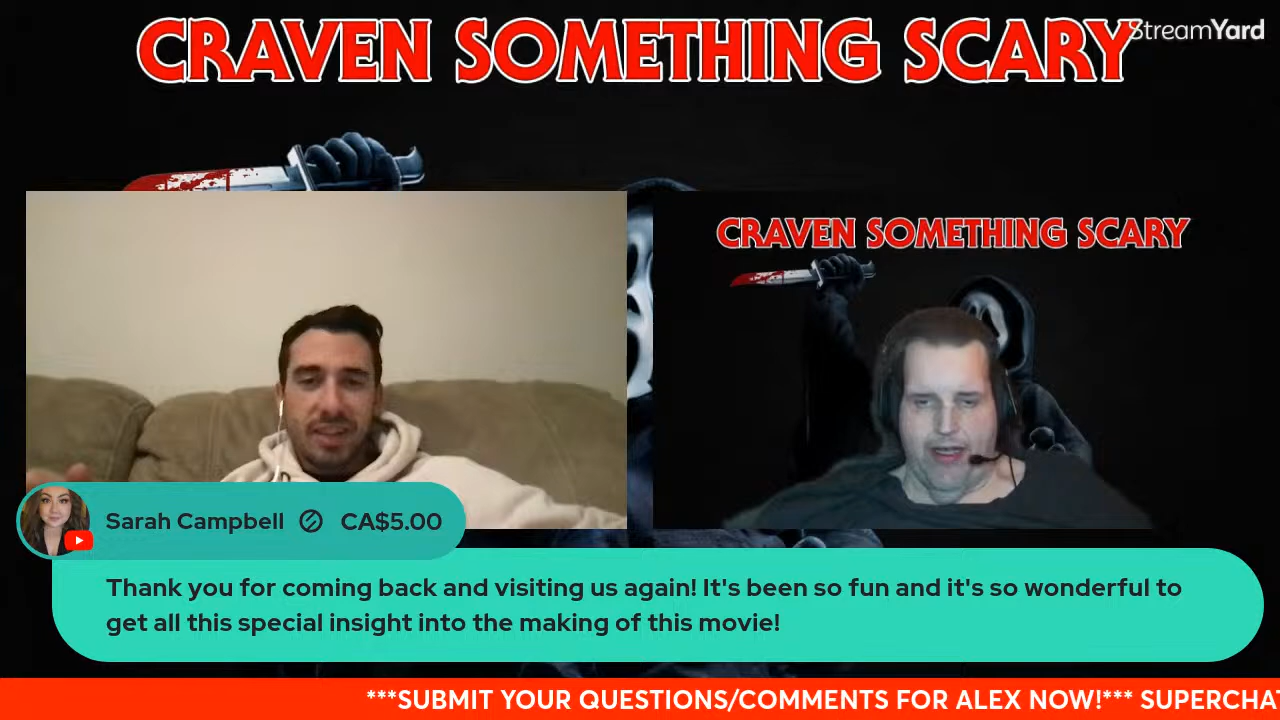 CRAVEN SOMETHING SCARY
StreamYard
CRAVEN SOMETHING SCARY
Sarah Campbell CA$5.00
Thank you for coming back and visiting us again! It's been so fun and it's so wonderful to
get all this special insight into the making of this movie!
***SUBMIT YOUR QUESTIONS/COMMENTS FOR ALEX NOW!*** SUPERCHA